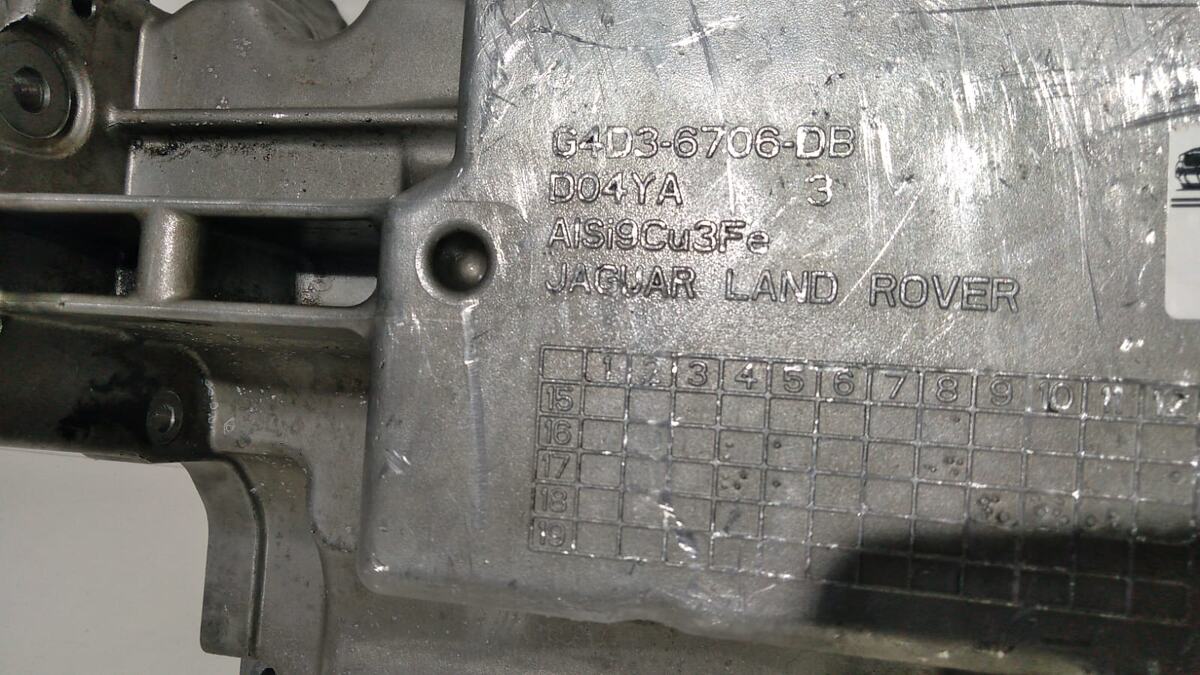 G4D3-6706-DB
D04YA 3
AlSi9Cu3Fe
JAGUAR LAND ROVER
1 2 3 4 5 6 7 8 9 10 11 12
15
16
17
18
19